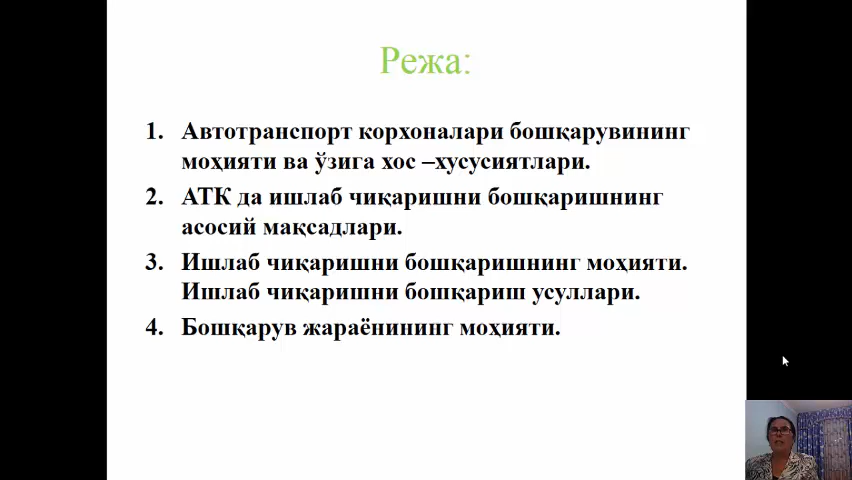 Режа:
1. Автотранспорт корхоналари бошқарувининг
моҳияти ва ўзига хос –хусусиятлари.
2. АТК да ишлаб чиқаришни бошқаришнинг
асосий мақсадлари.
3. Ишлаб чиқаришни бошқаришнинг моҳияти.
Ишлаб чиқаришни бошқариш усуллари.
4. Бошқарув жараёнининг моҳияти.